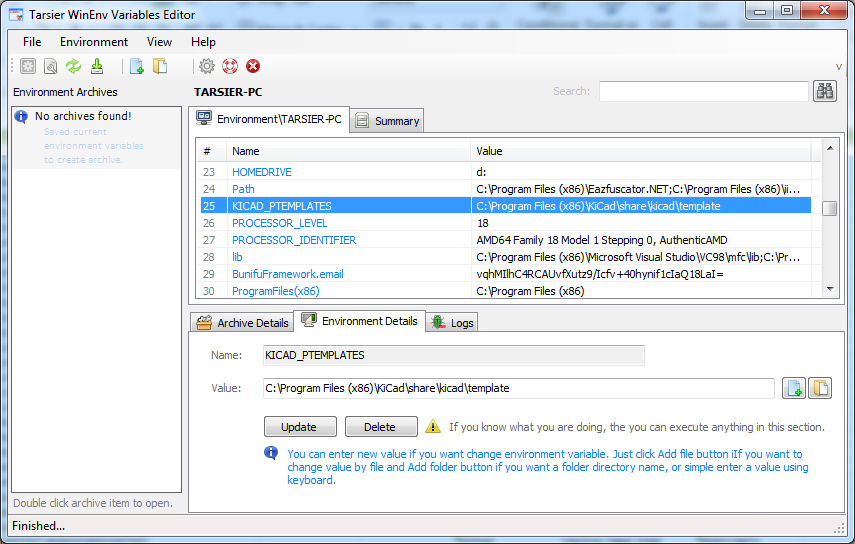 Tarsier WinEnv Variables Editor
File Environment View Help
Environment Archives
TARSIER-PC
Search:
No archives found!
Saved current
environment variables
to create archive.
Environment\TARSIER-PC
Summary
# Name Value
23 HOMEDRIVE d:
24 Path C:\Program Files (x86)\Eazfuscator.NET;C:\Program Files (x86)\ii...
25 KICAD_PTEMPLATES C:\Program Files (x86)\KiCad\share\kicad\template
26 PROCESSOR_LEVEL 18
27 PROCESSOR_IDENTIFIER AMD64 Family 18 Model 1 Stepping 0, AuthenticAMD
28 lib C:\Program Files (x86)\Microsoft Visual Studio\VC98\mfc\lib;C:\Pr...
29 BunifuFramework.email vqhMIlhC4RCAUvfXutz9/Icfv+40hynif1cIaQ18LaI=
30 ProgramFiles(x86) C:\Program Files (x86)
Archive Details
Environment Details
Logs
Name: KICAD_PTEMPLATES
Value: C:\Program Files (x86)\KiCad\share\kicad\template
Update Delete If you know what you are doing, the you can execute anything in this section.
You can enter new value if you want change environment variable. Just click Add file button iIf you want to
change value by file and Add folder button if you want a folder directory name, or simple enter a value using
keyboard.
Double click archive item to open.
Finished...